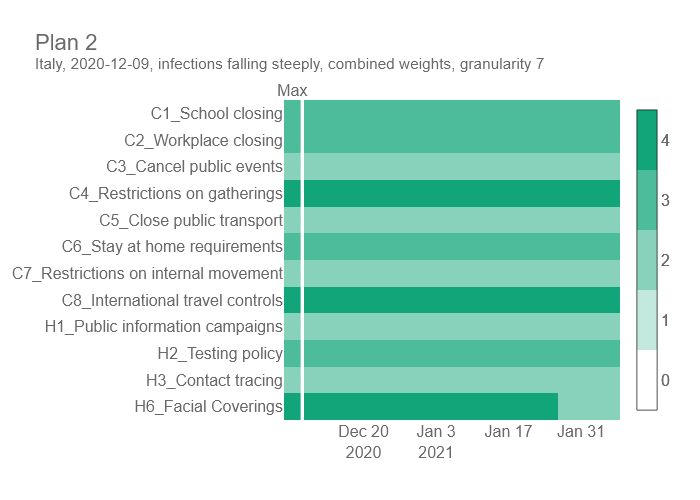 Plan 2
Italy, 2020-12-09, infections falling steeply, combined weights, granularity 7
Max
C1_School closing
C2_Workplace closing
C3_Cancel public events
C4_Restrictions on gatherings
C5_Close public transport
C6_Stay at home requirements
C7_Restrictions on internal movement
C8_International travel controls
H1_Public information campaigns
H2_Testing policy
H3_Contact tracing
H6_Facial Coverings
Dec 20 Jan 3 Jan 17 Jan 31
2020 2021
4
3
2
1
0